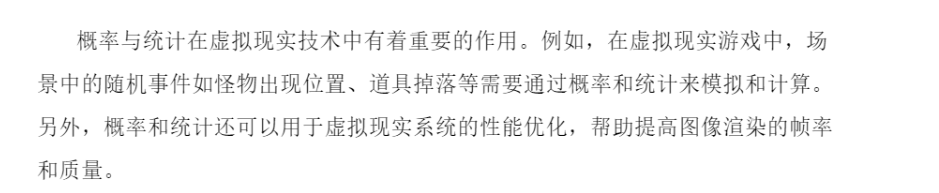 概率与统计在虚拟现实技术中有着重要的作用。例如，在虚拟现实游戏中，场
景中的随机事件如怪物出现位置、道具掉落等需要通过概率和统计来模拟和计算。
另外，概率和统计还可以用于虚拟现实系统的性能优化，帮助提高图像渲染的帧率
和质量。